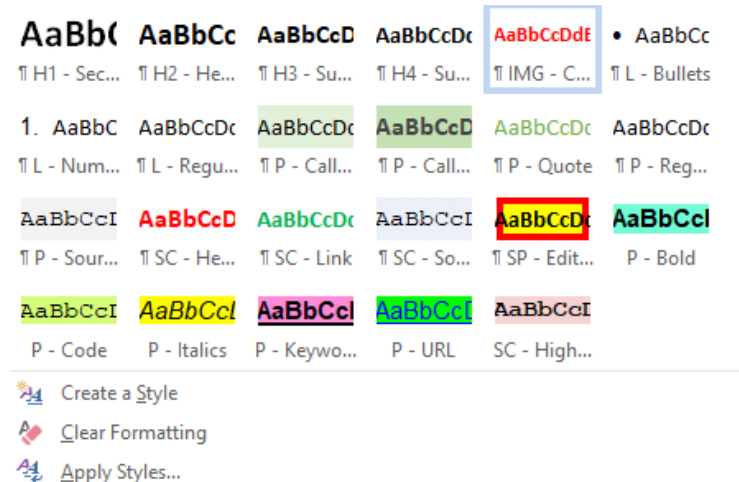 AaBb( AaBbCc AaBbCcD AaBbCcDc AaBbCcDdE • AaBbCc
¶ H1 - Sec... ¶ H2 - He... ¶ H3 - Su... ¶ H4 - Su... ¶ IMG - C... ¶ L - Bullets
1. AaBbC AaBbCcDc AaBbCcDc AaBbCcD AaBbCcDc AaBbCcDc
¶ L - Num... ¶ L - Regu... ¶ P - Call... ¶ P - Call... ¶ P - Quote ¶ P - Reg...
AaBbCcI AaBbCcD AaBbCcDc AaBbCcI AaBbCcDc AaBbCcl
¶ P - Sour... ¶ SC - He... ¶ SC - Link ¶ SC - So... ¶ SP - Edit... P - Bold
AaBbCcI AaBbCcL AaBbCcl AaBbCcD AaBbCcI
P - Code P - Italics P - Keywo... P - URL SC - High...
Create a Style
Clear Formatting
Apply Styles...